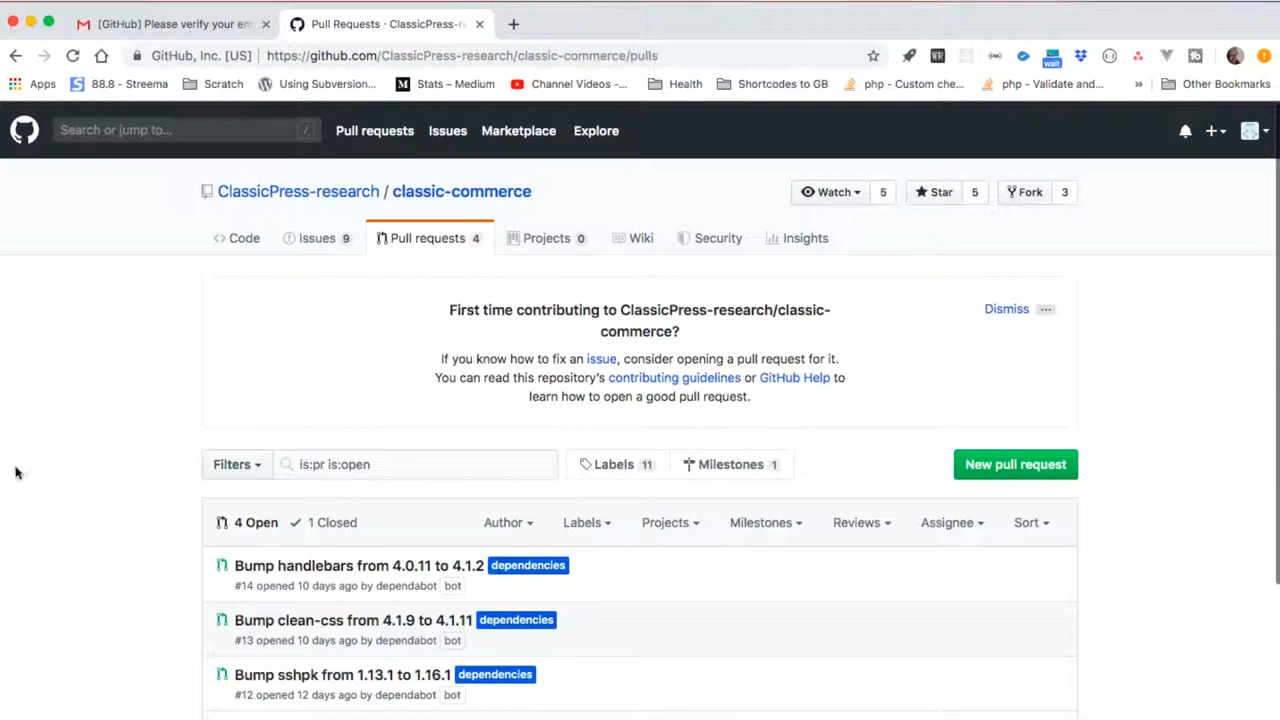 [GitHub] Please verify your em
Pull Requests · ClassicPress-r
GitHub, Inc. [US]
https://github.com/ClassicPress-research/classic-commerce/pulls
wait
Apps
88.8 - Streema
Scratch
Using Subversion...
Stats – Medium
Channel Videos -...
Health
Shortcodes to GB
php - Custom che...
php - Validate and...
»
Other Bookmarks
Search or jump to... /
Pull requests
Issues
Marketplace
Explore
ClassicPress-research / classic-commerce
Watch 5
Star 5
Fork 3
Code
Issues 9
Pull requests 4
Projects 0
Wiki
Security
Insights
First time contributing to ClassicPress-research/classic-
commerce?
Dismiss
If you know how to fix an issue, consider opening a pull request for it.
You can read this repository's contributing guidelines or GitHub Help to
learn how to open a good pull request.
Filters
is:pr is:open
Labels 11
Milestones 1
New pull request
4 Open
1 Closed
Author
Labels
Projects
Milestones
Reviews
Assignee
Sort
Bump handlebars from 4.0.11 to 4.1.2 dependencies
#14 opened 10 days ago by dependabot bot
Bump clean-css from 4.1.9 to 4.1.11 dependencies
#13 opened 10 days ago by dependabot bot
Bump sshpk from 1.13.1 to 1.16.1 dependencies
#12 opened 12 days ago by dependabot bot